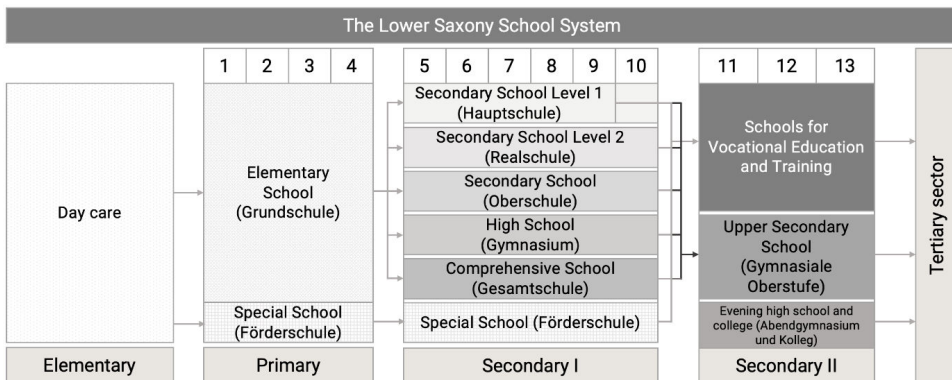 The Lower Saxony School System
1 2 3 4 5 6 7 8 9 10 11 12 13
Day care
Elementary
School
(Grundschule)
Special School
(Förderschule)
Secondary School Level 1
(Hauptschule)
Secondary School Level 2
(Realschule)
Secondary School
(Oberschule)
High School
(Gymnasium)
Comprehensive School
(Gesamtschule)
Special School (Förderschule)
Schools for
Vocational Education
and Training
Upper Secondary
School
(Gymnasiale
Oberstufe)
Evening high school and
college (Abendgymnasium
und Kolleg)
Tertiary sector
Elementary
Primary
Secondary I
Secondary II